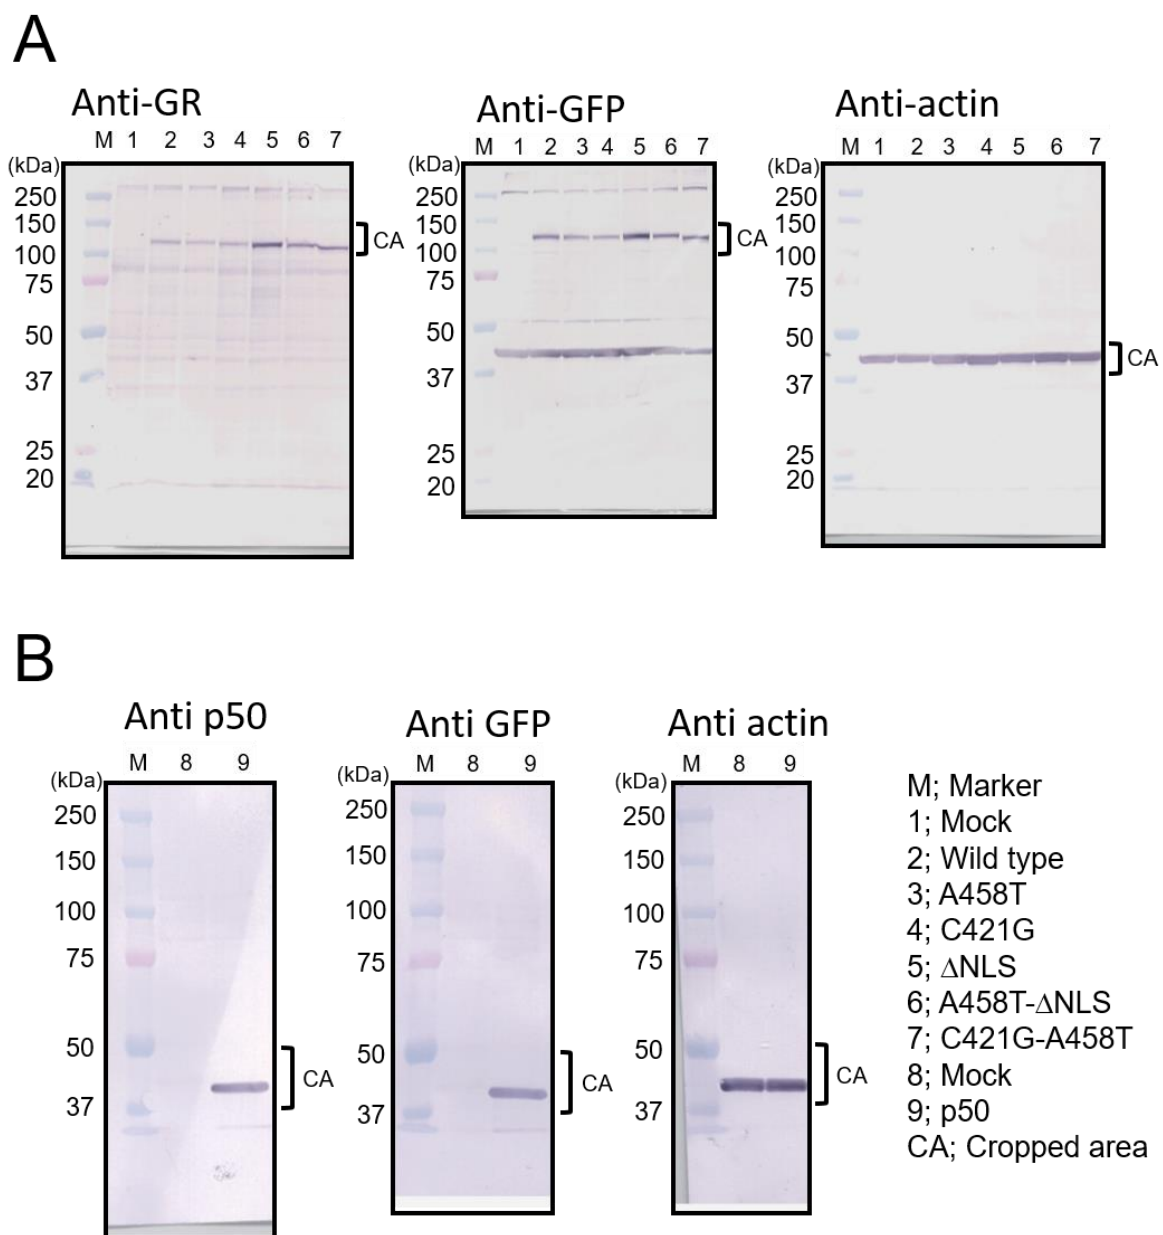 A
Anti-GR
M 1 2 3 4 5 6 7
(kDa)
250
150
100
75
50
37
25
20
CA
Anti-GFP
M 1 2 3 4 5 6 7
(kDa)
250
150
100
75
50
37
25
20
CA
Anti-actin
M 1 2 3 4 5 6 7
(kDa)
250
150
100
75
50
37
25
20
CA
B
Anti p50
M 8 9
(kDa)
250
150
100
75
50
37
CA
Anti GFP
M 8 9
(kDa)
250
150
100
75
50
37
CA
Anti actin
M 8 9
(kDa)
250
150
100
75
50
37
CA
M; Marker
1; Mock
2; Wild type
3; A458T
4; C421G
5; ΔNLS
6; A458T-ΔNLS
7; C421G-A458T
8; Mock
9; p50
CA; Cropped area